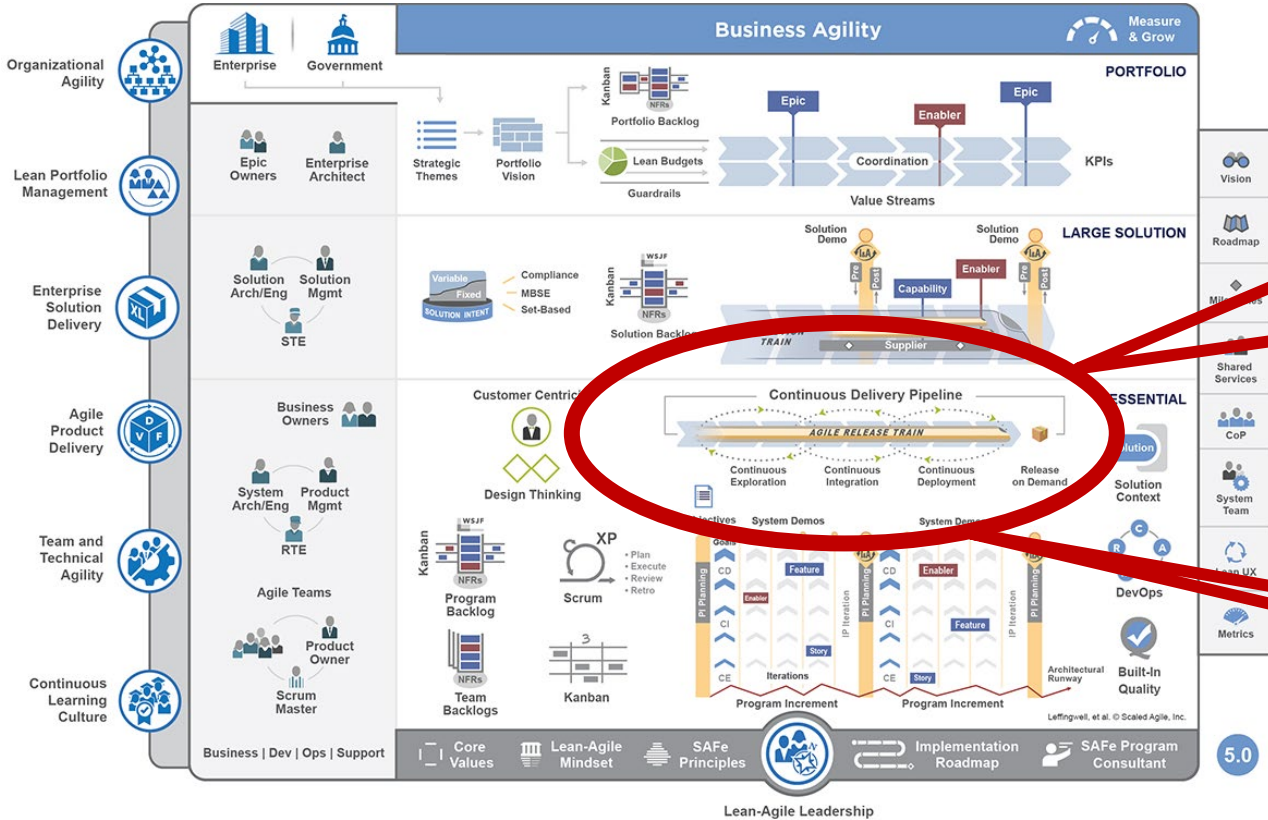 Organizational
Agility
Lean Portfolio
Management
Enterprise
Solution
Delivery
XL
Agile
Product
Delivery
D
V
F
Team and
Technical
Agility
Continuous
Learning
Culture
Enterprise
Government
Business Agility
Measure
& Grow
PORTFOLIO
Epic
Owners
Enterprise
Architect
Strategic
Themes
Portfolio
Vision
Kanban
NFRs
Portfolio Backlog
Lean Budgets
Guardrails
Epic
Enabler
Epic
Coordination
KPIs
Value Streams
LARGE SOLUTION
Solution
Arch/Eng
Solution
Mgmt
STE
Variable
Fixed
SOLUTION INTENT
Compliance
MBSE
Set-Based
WSJF
Kanban
NFRs
Solution Backlog
Solution
Demo
I&A
Pre
Post
Capability
Enabler
Solution
Demo
I&A
Pre
Post
TRAIN
Supplier
ESSENTIAL
Business
Owners
System
Arch/Eng
Product
Mgmt
RTE
Agile Teams
Product
Owner
Scrum
Master
Business | Dev | Ops | Support
Customer Centrici
Design Thinking
Continuous Delivery Pipeline
AGILE RELEASE TRAIN
Continuous
Exploration
Continuous
Integration
Continuous
Deployment
Release
on Demand
WSJF
Kanban
NFRs
Program
Backlog
XP
• Plan
• Execute
• Review
• Retro
Scrum
NFRs
Team
Backlogs
3
Kanban
jectives
Goals
System Demos
System Demos
PI Planning
CD
CI
CE
Enabler
Feature
Story
IP Iteration
I&A
PI Planning
CD
CI
CE
Enabler
Feature
Story
IP Iteration
I&A
PI Planning
Iterations
Program Increment
Program Increment
Architectural
Runway
olution
Solution
Context
C
A
R
DevOps
Built-In
Quality
Leffingwell, et al. © Scaled Agile, Inc.
Core
Values
Lean-Agile
Mindset
SAFe
Principles
N
Implementation
Roadmap
SAFe Program
Consultant
Lean-Agile Leadership
Vision
Roadmap
Shared
Services
CoP
System
Team
Lean UX
Metrics
5.0